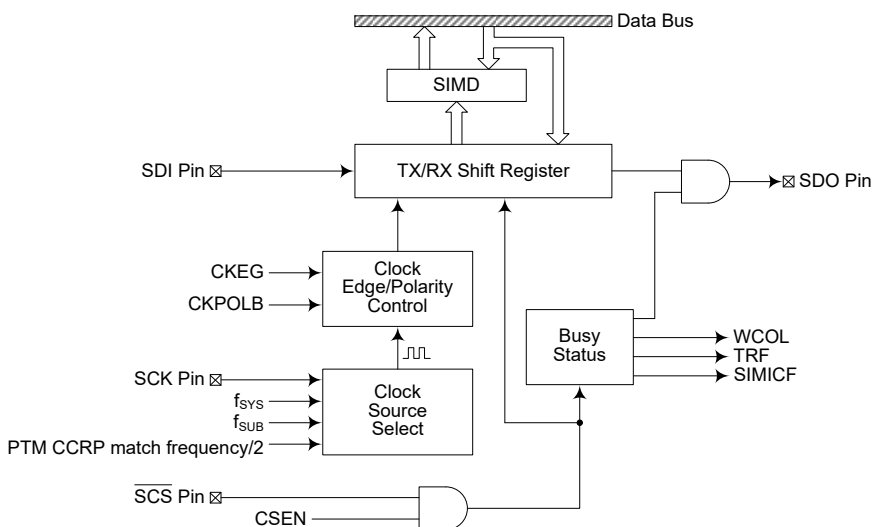 Data Bus
SIMD
SDI Pin
TX/RX Shift Register
SDO Pin
CKEG
CKPOLB
Clock
Edge/Polarity
Control
Busy
Status
WCOL
TRF
SIMICF
SCK Pin
fSYS
fSUB
PTM CCRP match frequency/2
Clock
Source
Select
SCS Pin
CSEN